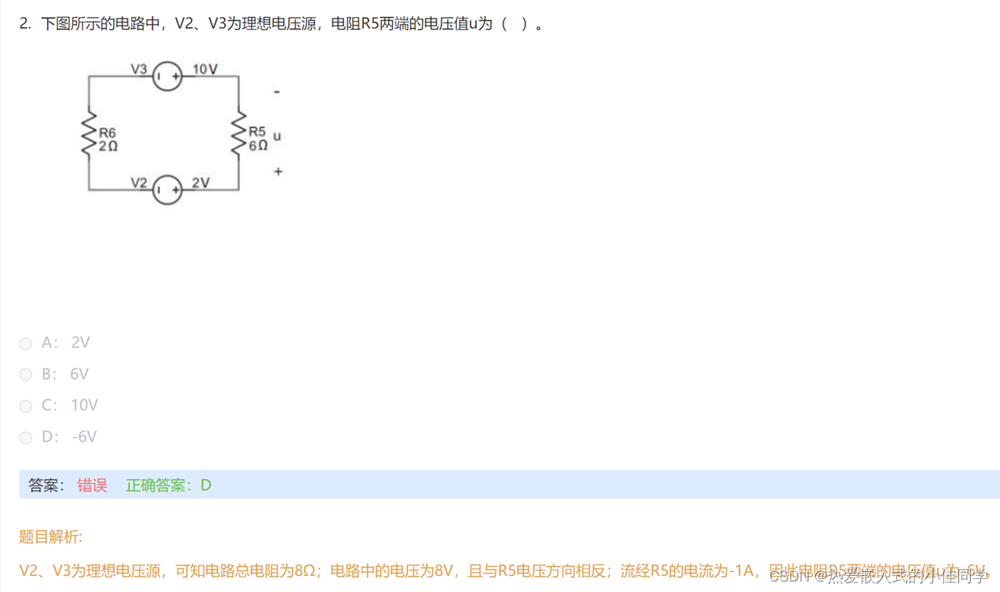 2. 下图所示的电路中，V2、V3为理想电压源，电阻R5两端的电压值u为（ ）。
V3 10V
-
R6
2Ω
R5
6Ω
u
+
V2 2V
A： 2V
B： 6V
C： 10V
D： -6V
答案： 错误 正确答案：D
题目解析:
V2、V3为理想电压源，可知电路总电阻为8Ω；电路中的电压为8V，且与R5电压方向相反；流经R5的电流为-1A，因此电阻R5两端的电压值u为-6V。
CSDN @热爱嵌入式的小佳同学